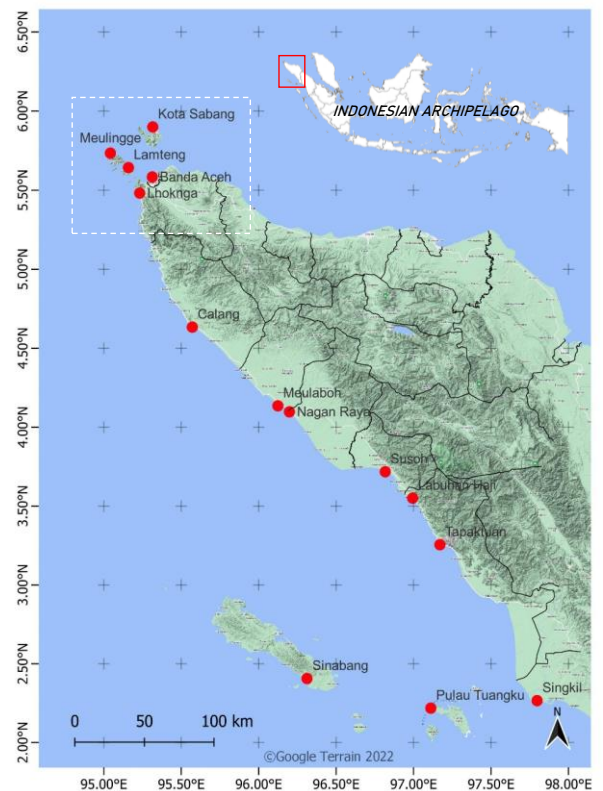 6.50°N
6.00°N
5.50°N
5.00°N
4.50°N
4.00°N
3.50°N
3.00°N
2.50°N
2.00°N
INDONESIAN ARCHIPELAGO
Kota Sabang
Meulingge
Lamteng
Banda Aceh
Lhoknga
Calang
Meulaboh
Nagan Raya
Susoh
Labuhan Haji
Tapaktuan
Sinabang
Pulau Tuangku
Singkil
N
0 50 100 km
©Google Terrain 2022
95.00°E 95.50°E 96.00°E 96.50°E 97.00°E 97.50°E 98.00°E